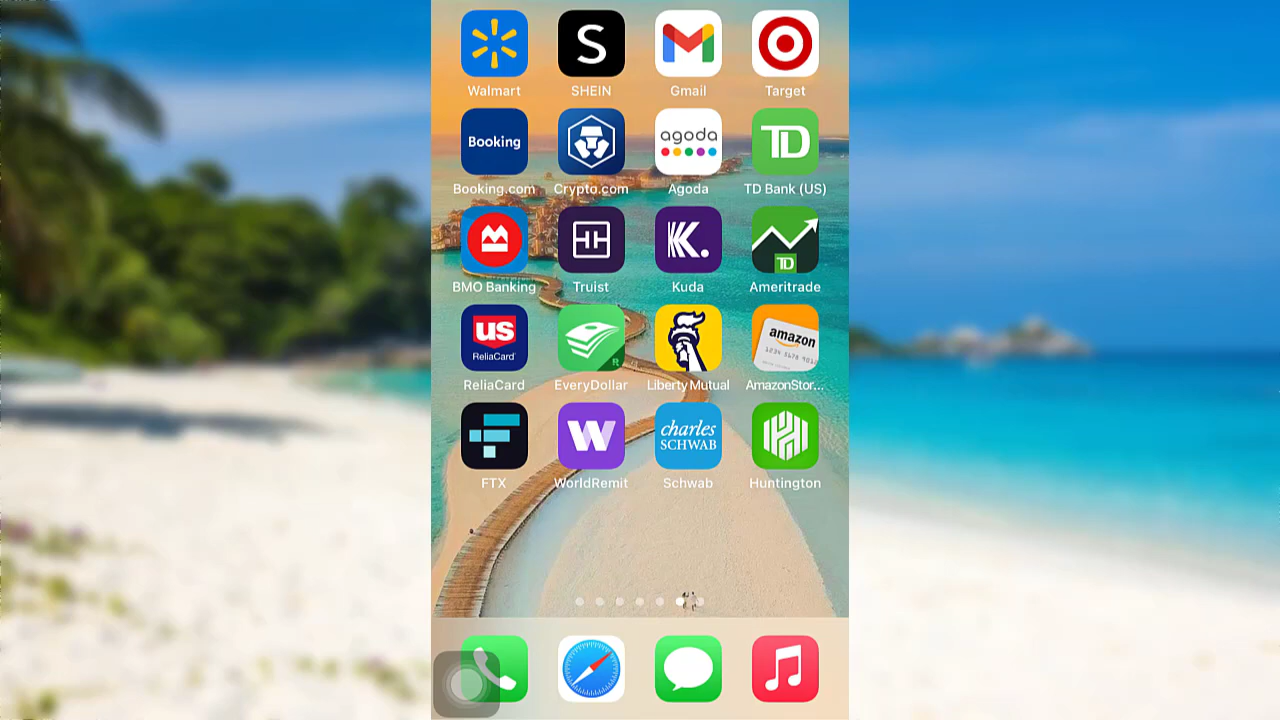 S
Walmart SHEIN Gmail Target
Booking agoda TD
Booking.com Crypto.com Agoda TD Bank (US)
K. TD
BMO Banking Truist Kuda Ameritrade
us
ReliaCard
amazon
R
ReliaCard EveryDollar Liberty Mutual AmazonStor...
W charles
SCHWAB
FTX WorldRemit Schwab Huntington